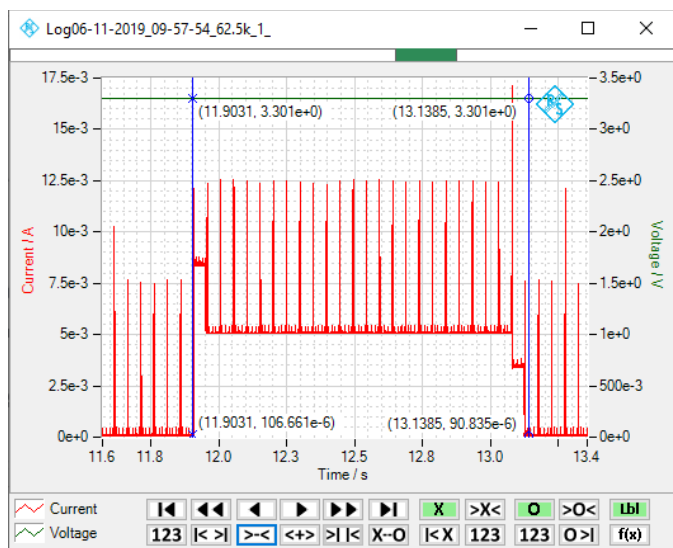 Log06-11-2019_09-57-54_62.5k_1_
17.5e-3
15e-3
12.5e-3
10e-3
7.5e-3
5e-3
2.5e-3
0e+0
Current / A
(11.9031, 3.301e+0)
(13.1385, 3.301e+0)
(11.9031, 106.661e-6)
(13.1385, 90.835e-6)
3.5e+0
3e+0
2.5e+0
2e+0
1.5e+0
1e+0
500e-3
0e+0
Voltage / V
11.6 11.8 12.0 12.3 12.5 12.8 13.0 13.4
Time / s
Current X >X< O >O< Lbl
Voltage 123 |< >| >-< <+> >| |< X--O |< X 123 123 O >| f(x)